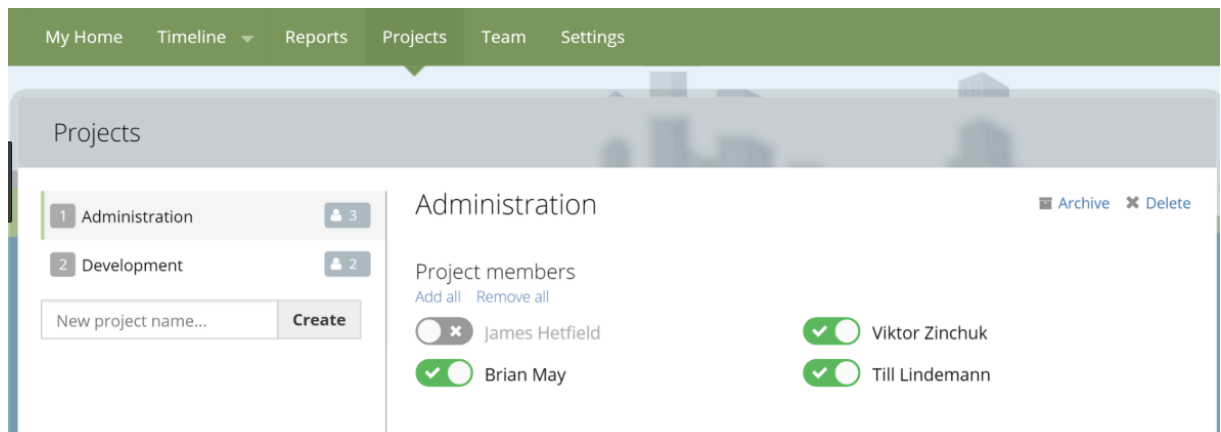 My Home Timeline Reports Projects Team Settings
Projects
1 Administration 3
2 Development 2
New project name... Create
Administration
Archive Delete
Project members
Add all Remove all
James Hetfield Viktor Zinchuk
Brian May Till Lindemann